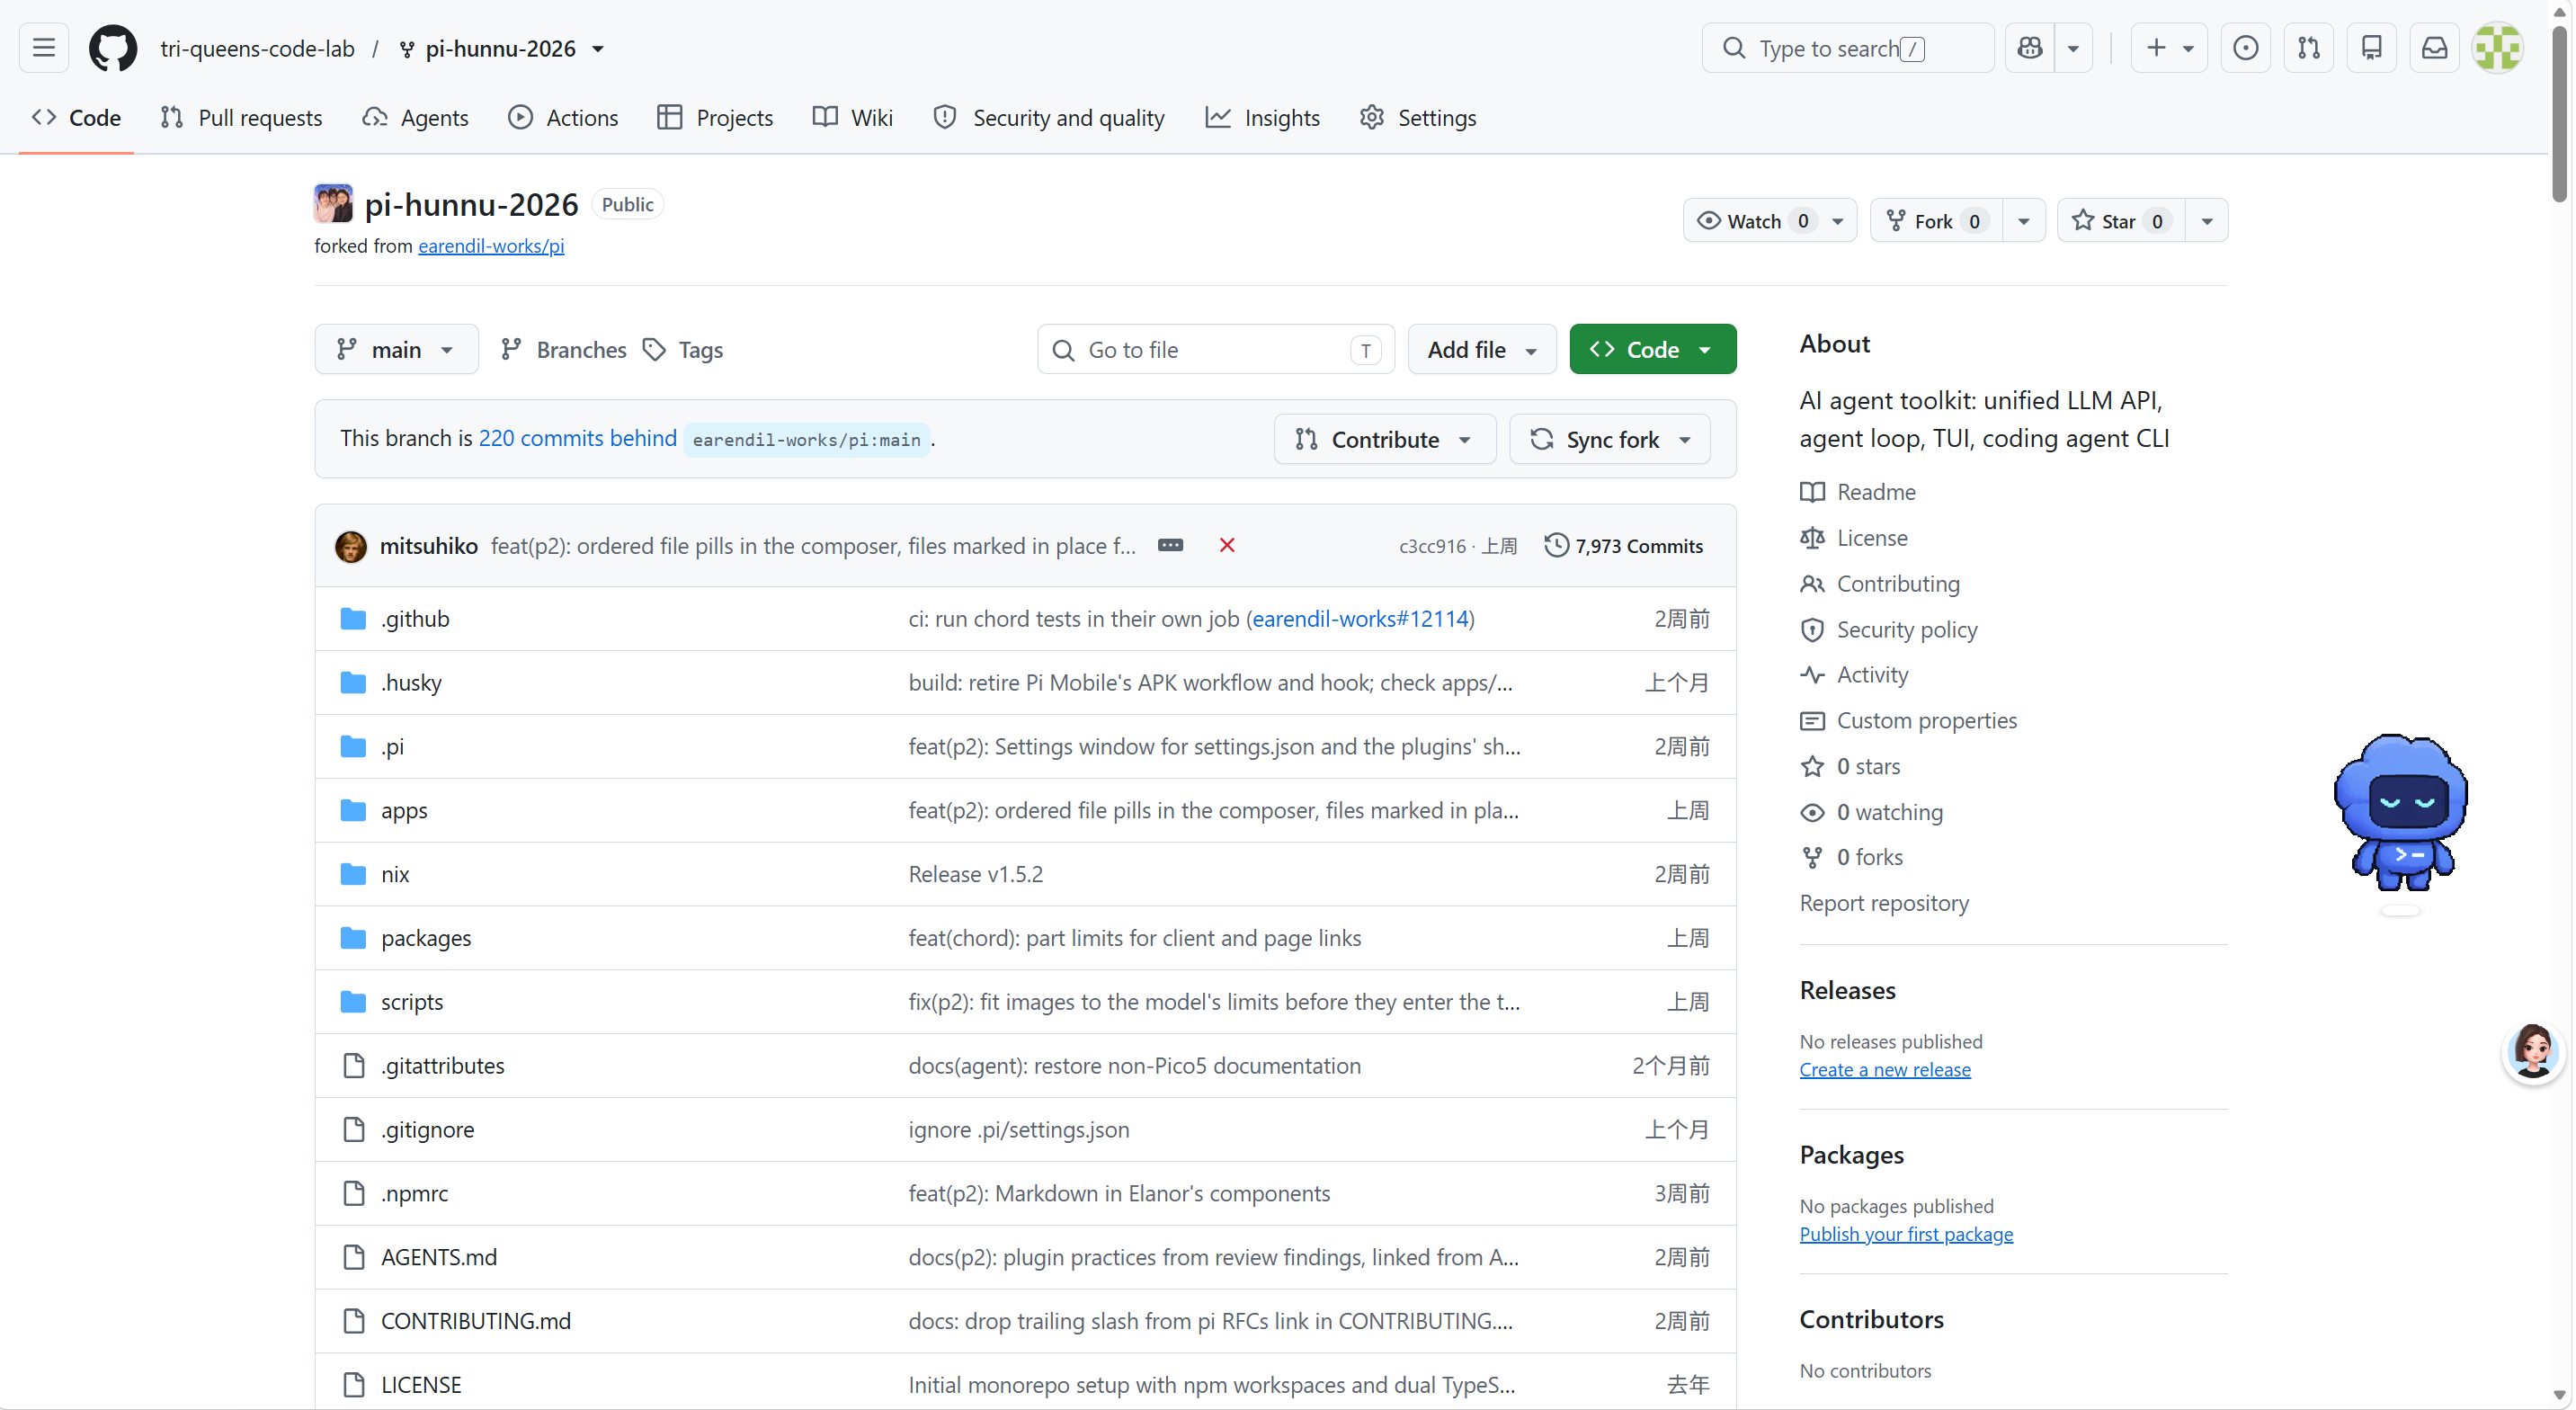 tri-queens-code-lab / pi-hunnu-2026
Type to search /
Code
Pull requests
Agents
Actions
Projects
Wiki
Security and quality
Insights
Settings
pi-hunnu-2026 Public
forked from earendil-works/pi
Watch 0
Fork 0
Star 0
main
Branches
Tags
Go to file T
Add file
Code
This branch is 220 commits behind earendil-works/pi:main .
Contribute
Sync fork
mitsuhiko feat(p2): ordered file pills in the composer, files marked in place f... c3cc916 · 上周 7,973 Commits
.github ci: run chord tests in their own job (earendil-works#12114) 2周前
.husky build: retire Pi Mobile's APK workflow and hook; check apps/... 上个月
.pi feat(p2): Settings window for settings.json and the plugins' sh... 2周前
apps feat(p2): ordered file pills in the composer, files marked in pla... 上周
nix Release v1.5.2 2周前
packages feat(chord): part limits for client and page links 上周
scripts fix(p2): fit images to the model's limits before they enter the t... 上周
.gitattributes docs(agent): restore non-Pico5 documentation 2个月前
.gitignore ignore .pi/settings.json 上个月
.npmrc feat(p2): Markdown in Elanor's components 3周前
AGENTS.md docs(p2): plugin practices from review findings, linked from A... 2周前
CONTRIBUTING.md docs: drop trailing slash from pi RFCs link in CONTRIBUTING.... 2周前
LICENSE Initial monorepo setup with npm workspaces and dual TypeS... 去年
About
AI agent toolkit: unified LLM API,
agent loop, TUI, coding agent CLI
Readme
License
Contributing
Security policy
Activity
Custom properties
0 stars
0 watching
0 forks
Report repository
Releases
No releases published
Create a new release
Packages
No packages published
Publish your first package
Contributors
No contributors